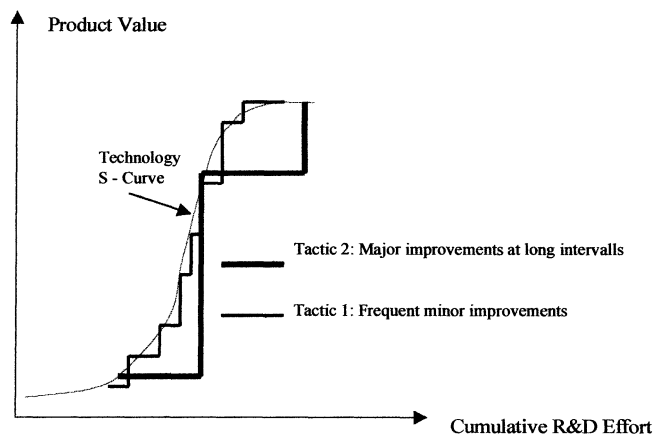 Product Value
Technology
S - Curve
Tactic 2: Major improvements at long intervalls
Tactic 1: Frequent minor improvements
Cumulative R&D Effort